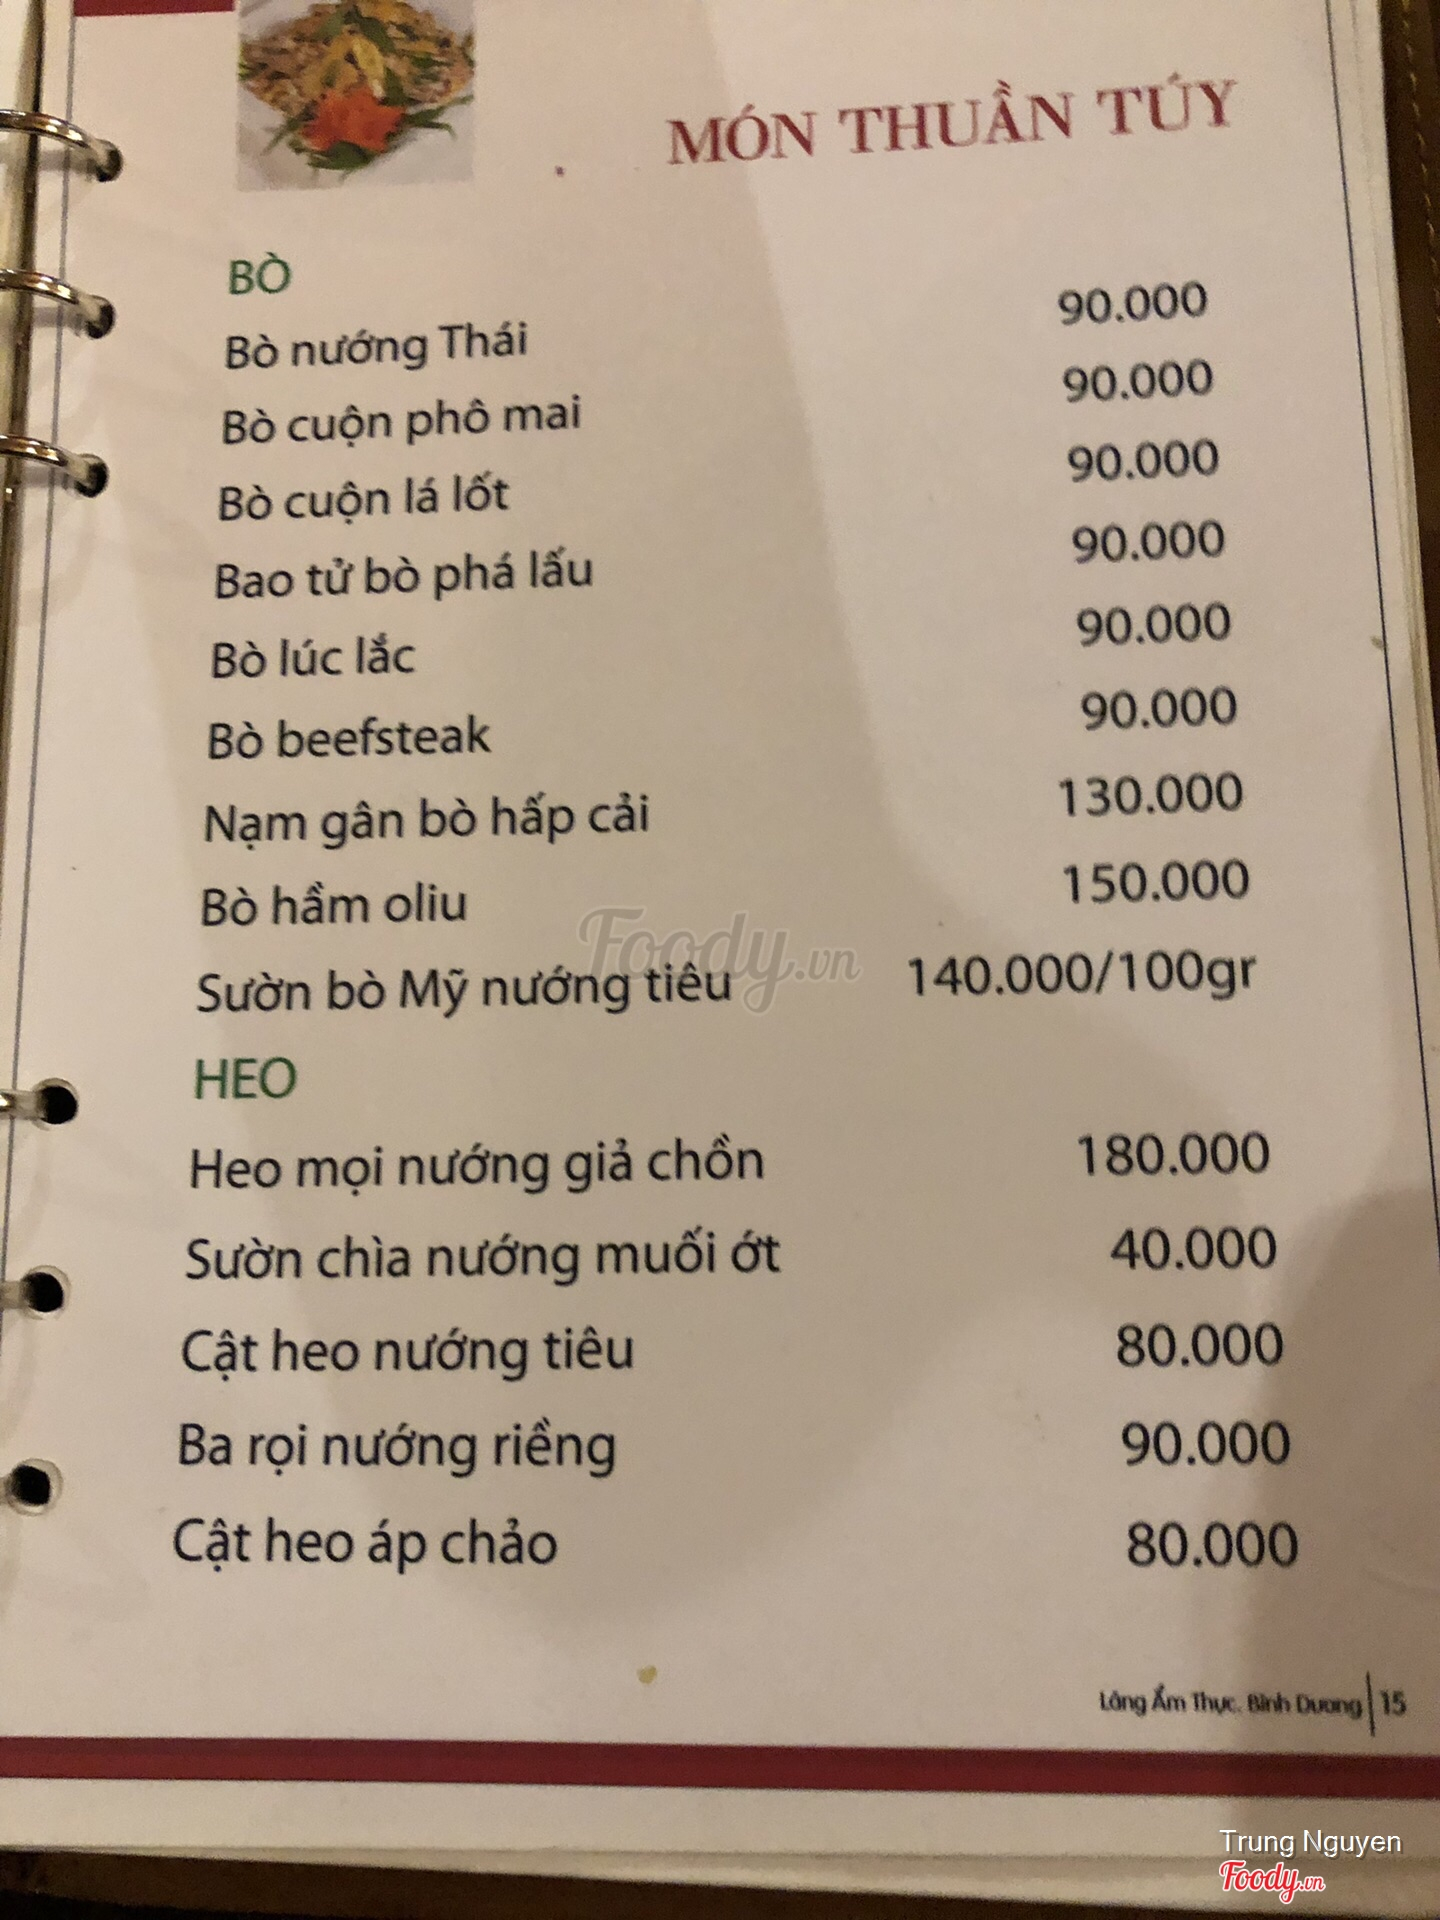 MÓN THUẦN TÚY
BÒ
Bò nướng Thái 90.000
Bò cuộn phô mai 90.000
Bò cuộn lá lốt 90.000
Bao tử bò phá lấu 90.000
Bò lúc lắc 90.000
Bò beefsteak 90.000
Nạm gân bò hấp cải 130.000
Bò hầm oliu 150.000
Foody.vn
Sườn bò Mỹ nướng tiêu 140.000/100gr
HEO
Heo mọi nướng giả chồn 180.000
Sườn chìa nướng muối ớt 40.000
Cật heo nướng tiêu 80.000
Ba rọi nướng riềng 90.000
Cật heo áp chảo 80.000
Làng Ẩm Thực. Bình Dương 15
Trung Nguyen
Foody.vn